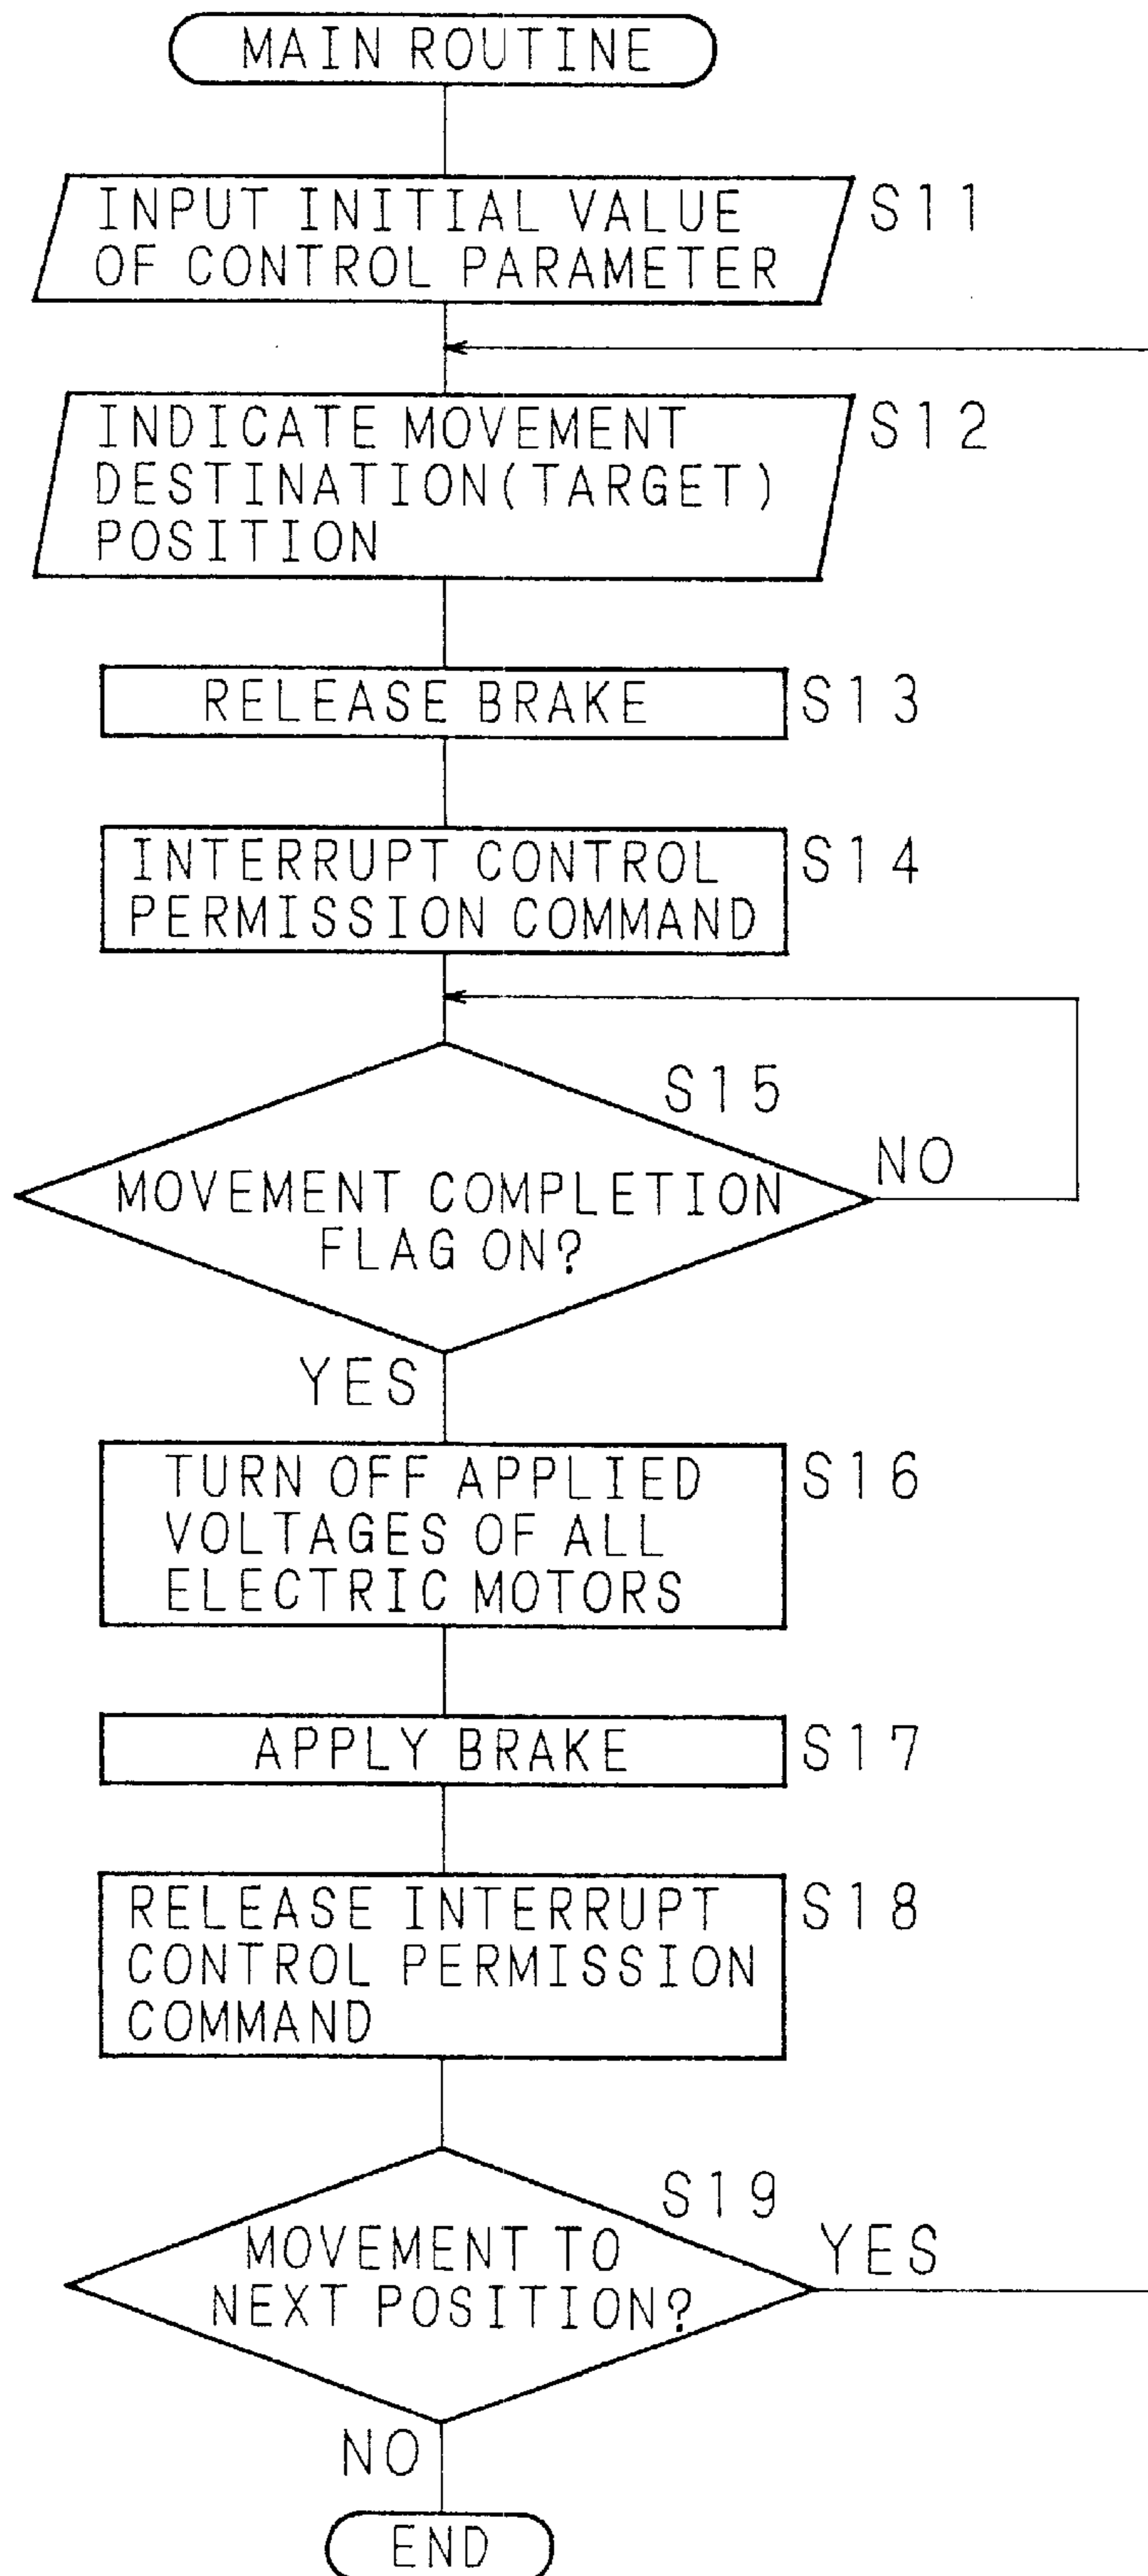 MAIN ROUTINE
INPUT INITIAL VALUE
OF CONTROL PARAMETER
S11
INDICATE MOVEMENT
DESTINATION(TARGET)
POSITION
S12
RELEASE BRAKE
S13
INTERRUPT CONTROL
PERMISSION COMMAND
S14
S15
MOVEMENT COMPLETION
FLAG ON?
NO
YES
TURN OFF APPLIED
VOLTAGES OF ALL
ELECTRIC MOTORS
S16
APPLY BRAKE
S17
RELEASE INTERRUPT
CONTROL PERMISSION
COMMAND
S18
S19
MOVEMENT TO
NEXT POSITION?
YES
NO
END